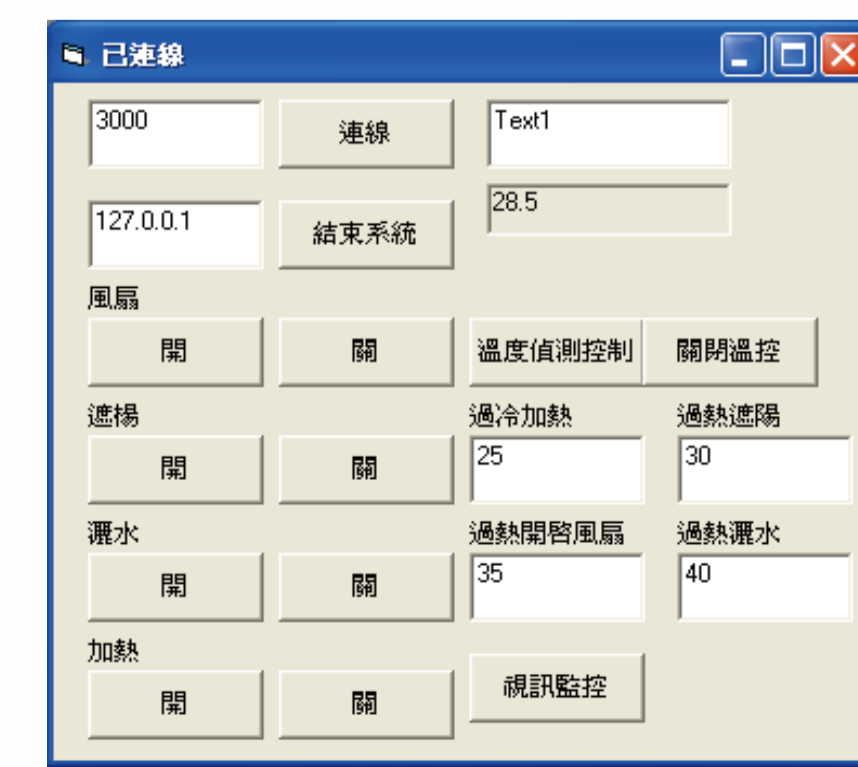 已連線
3000
連線
Text1
127.0.0.1
結束系統
28.5
風扇
開
關
溫度偵測控制
關閉溫控
遮楊
開
關
過冷加熱
過熱遮陽
25
30
灑水
開
關
過熱開啓風扇
過熱灑水
35
40
加熱
開
關
視訊監控